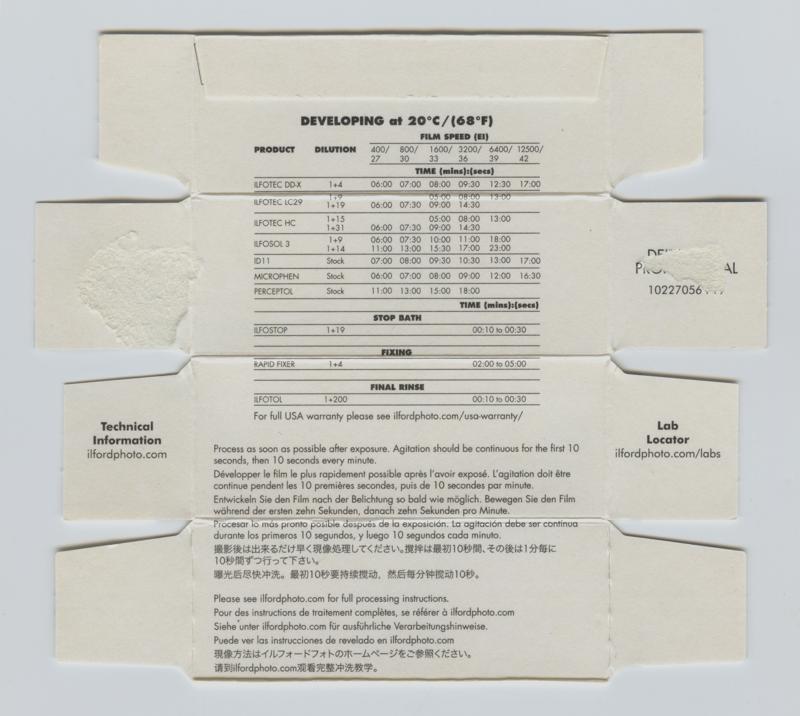 DEVELOPING at 20°C/(68°F)
FILM SPEED (EI)
PRODUCT DILUTION 400/27 800/30 1600/33 3200/36 6400/39 12500/42
TIME (mins):(secs)
ILFOTEC DD-X 1+4 06:00 07:00 08:00 09:30 12:30 17:00
1+9 05:00 08:00 13:00
ILFOTEC LC29 1+19 06:00 07:30 09:00 14:30
1+15 05:00 08:00 13:00
ILFOTEC HC 1+31 06:00 07:30 09:00 14:30
1+9 06:00 07:30 10:00 11:00 18:00
ILFOSOL 3 1+14 11:00 13:00 15:30 17:00 23:00
ID11 Stock 07:00 08:00 09:30 10:30 13:00 17:00
MICROPHEN Stock 06:00 07:00 08:00 09:00 12:00 16:30
PERCEPTOL Stock 11:00 13:00 15:00 18:00
TIME (mins):(secs)
STOP BATH
ILFOSTOP 1+19 00:10 to 00:30
FIXING
RAPID FIXER 1+4 02:00 to 05:00
FINAL RINSE
ILFOTOL 1+200 00:10 to 00:30
For full USA warranty please see ilfordphoto.com/usa-warranty/
10227056
Technical
Information
ilfordphoto.com
Lab
Locator
ilfordphoto.com/labs
Process as soon as possible after exposure. Agitation should be continuous for the first 10
seconds, then 10 seconds every minute.
Développer le film le plus rapidement possible après l'avoir exposé. L'agitation doit être
continue pendent les 10 premières secondes, puis de 10 secondes par minute.
Entwickeln Sie den Film nach der Belichtung so bald wie möglich. Bewegen Sie den Film
während der ersten zehn Sekunden, danach zehn Sekunden pro Minute.
Procesar lo más pronto posible después de la exposición. La agitación debe ser continua
durante los primeros 10 segundos, y luego 10 segundos cada minuto.
撮影後は出来るだけ早く現像処理してください。撹拌は最初10秒間、その後は1分毎に
10秒間ずつ行って下さい。
曝光后尽快冲洗。最初10秒要持续搅动，然后每分钟搅动10秒。
Please see ilfordphoto.com for full processing instructions.
Pour des instructions de traitement complètes, se référer à ilfordphoto.com
Siehe unter ilfordphoto.com für ausführliche Verarbeitungshinweise.
Puede ver las instrucciones de revelado en ilfordphoto.com
現像方法はイルフォードフォトのホームページをご参照ください。
请到ilfordphoto.com观看完整冲洗教学。